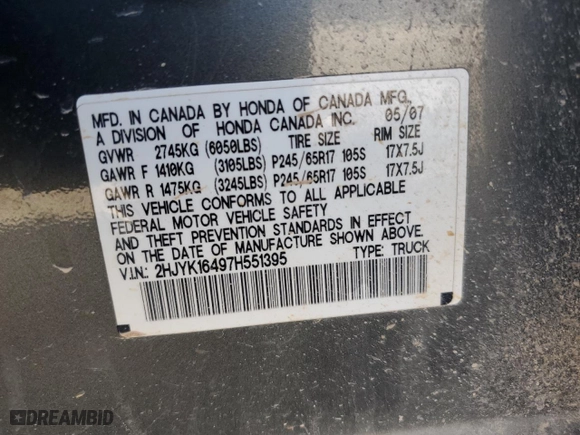 MFD. IN CANADA BY HONDA OF CANADA MFG.
A DIVISION OF HONDA CANADA INC. 05/07
GVWR 2745KG (6050LBS) TIRE SIZE RIM SIZE
GAWR F 1410KG (3105LBS) P245/65R17 105S 17X7.5J
GAWR R 1475KG (3245LBS) P245/65R17 105S 17X7.5J
THIS VEHICLE CONFORMS TO ALL APPLICABLE
FEDERAL MOTOR VEHICLE SAFETY
AND THEFT PREVENTION STANDARDS IN EFFECT
ON THE DATE OF MANUFACTURE SHOWN ABOVE.
V.I.N.: 2HJYK16497H551395 TYPE: TRUCK
DREAMBID